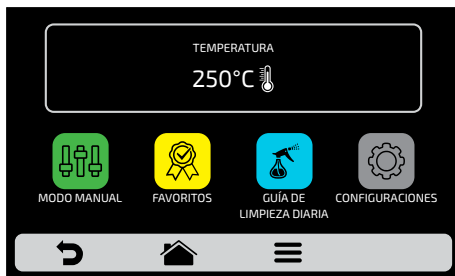 TEMPERATURA
250°C
MODO MANUAL
FAVORITOS
GUÍA DE
LIMPIEZA DIARIA
CONFIGURACIONES